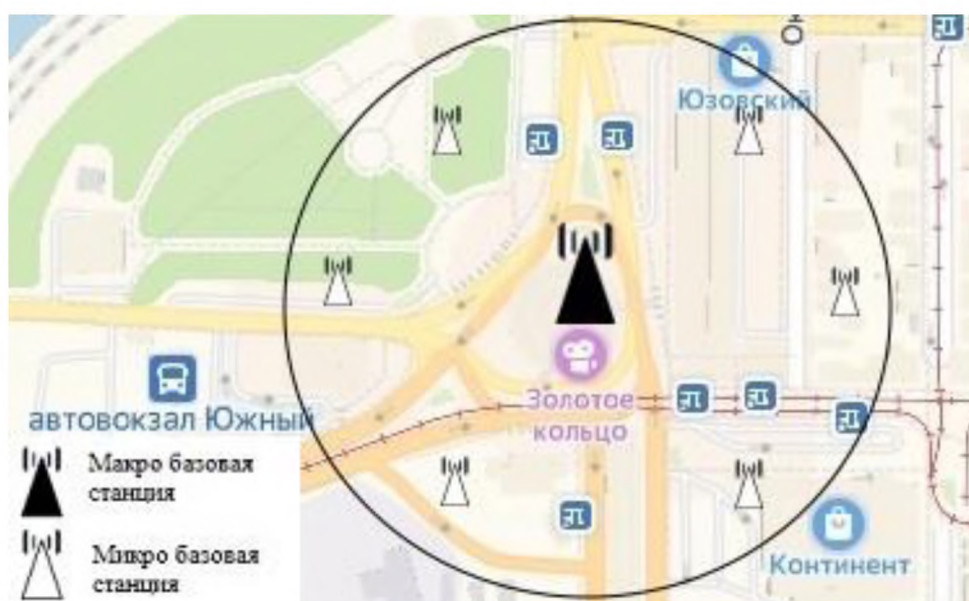 Юзовский
Золотое
кольцо
автовокзал Южный
Макро базовая
станция
Микро базовая
станция
Континент